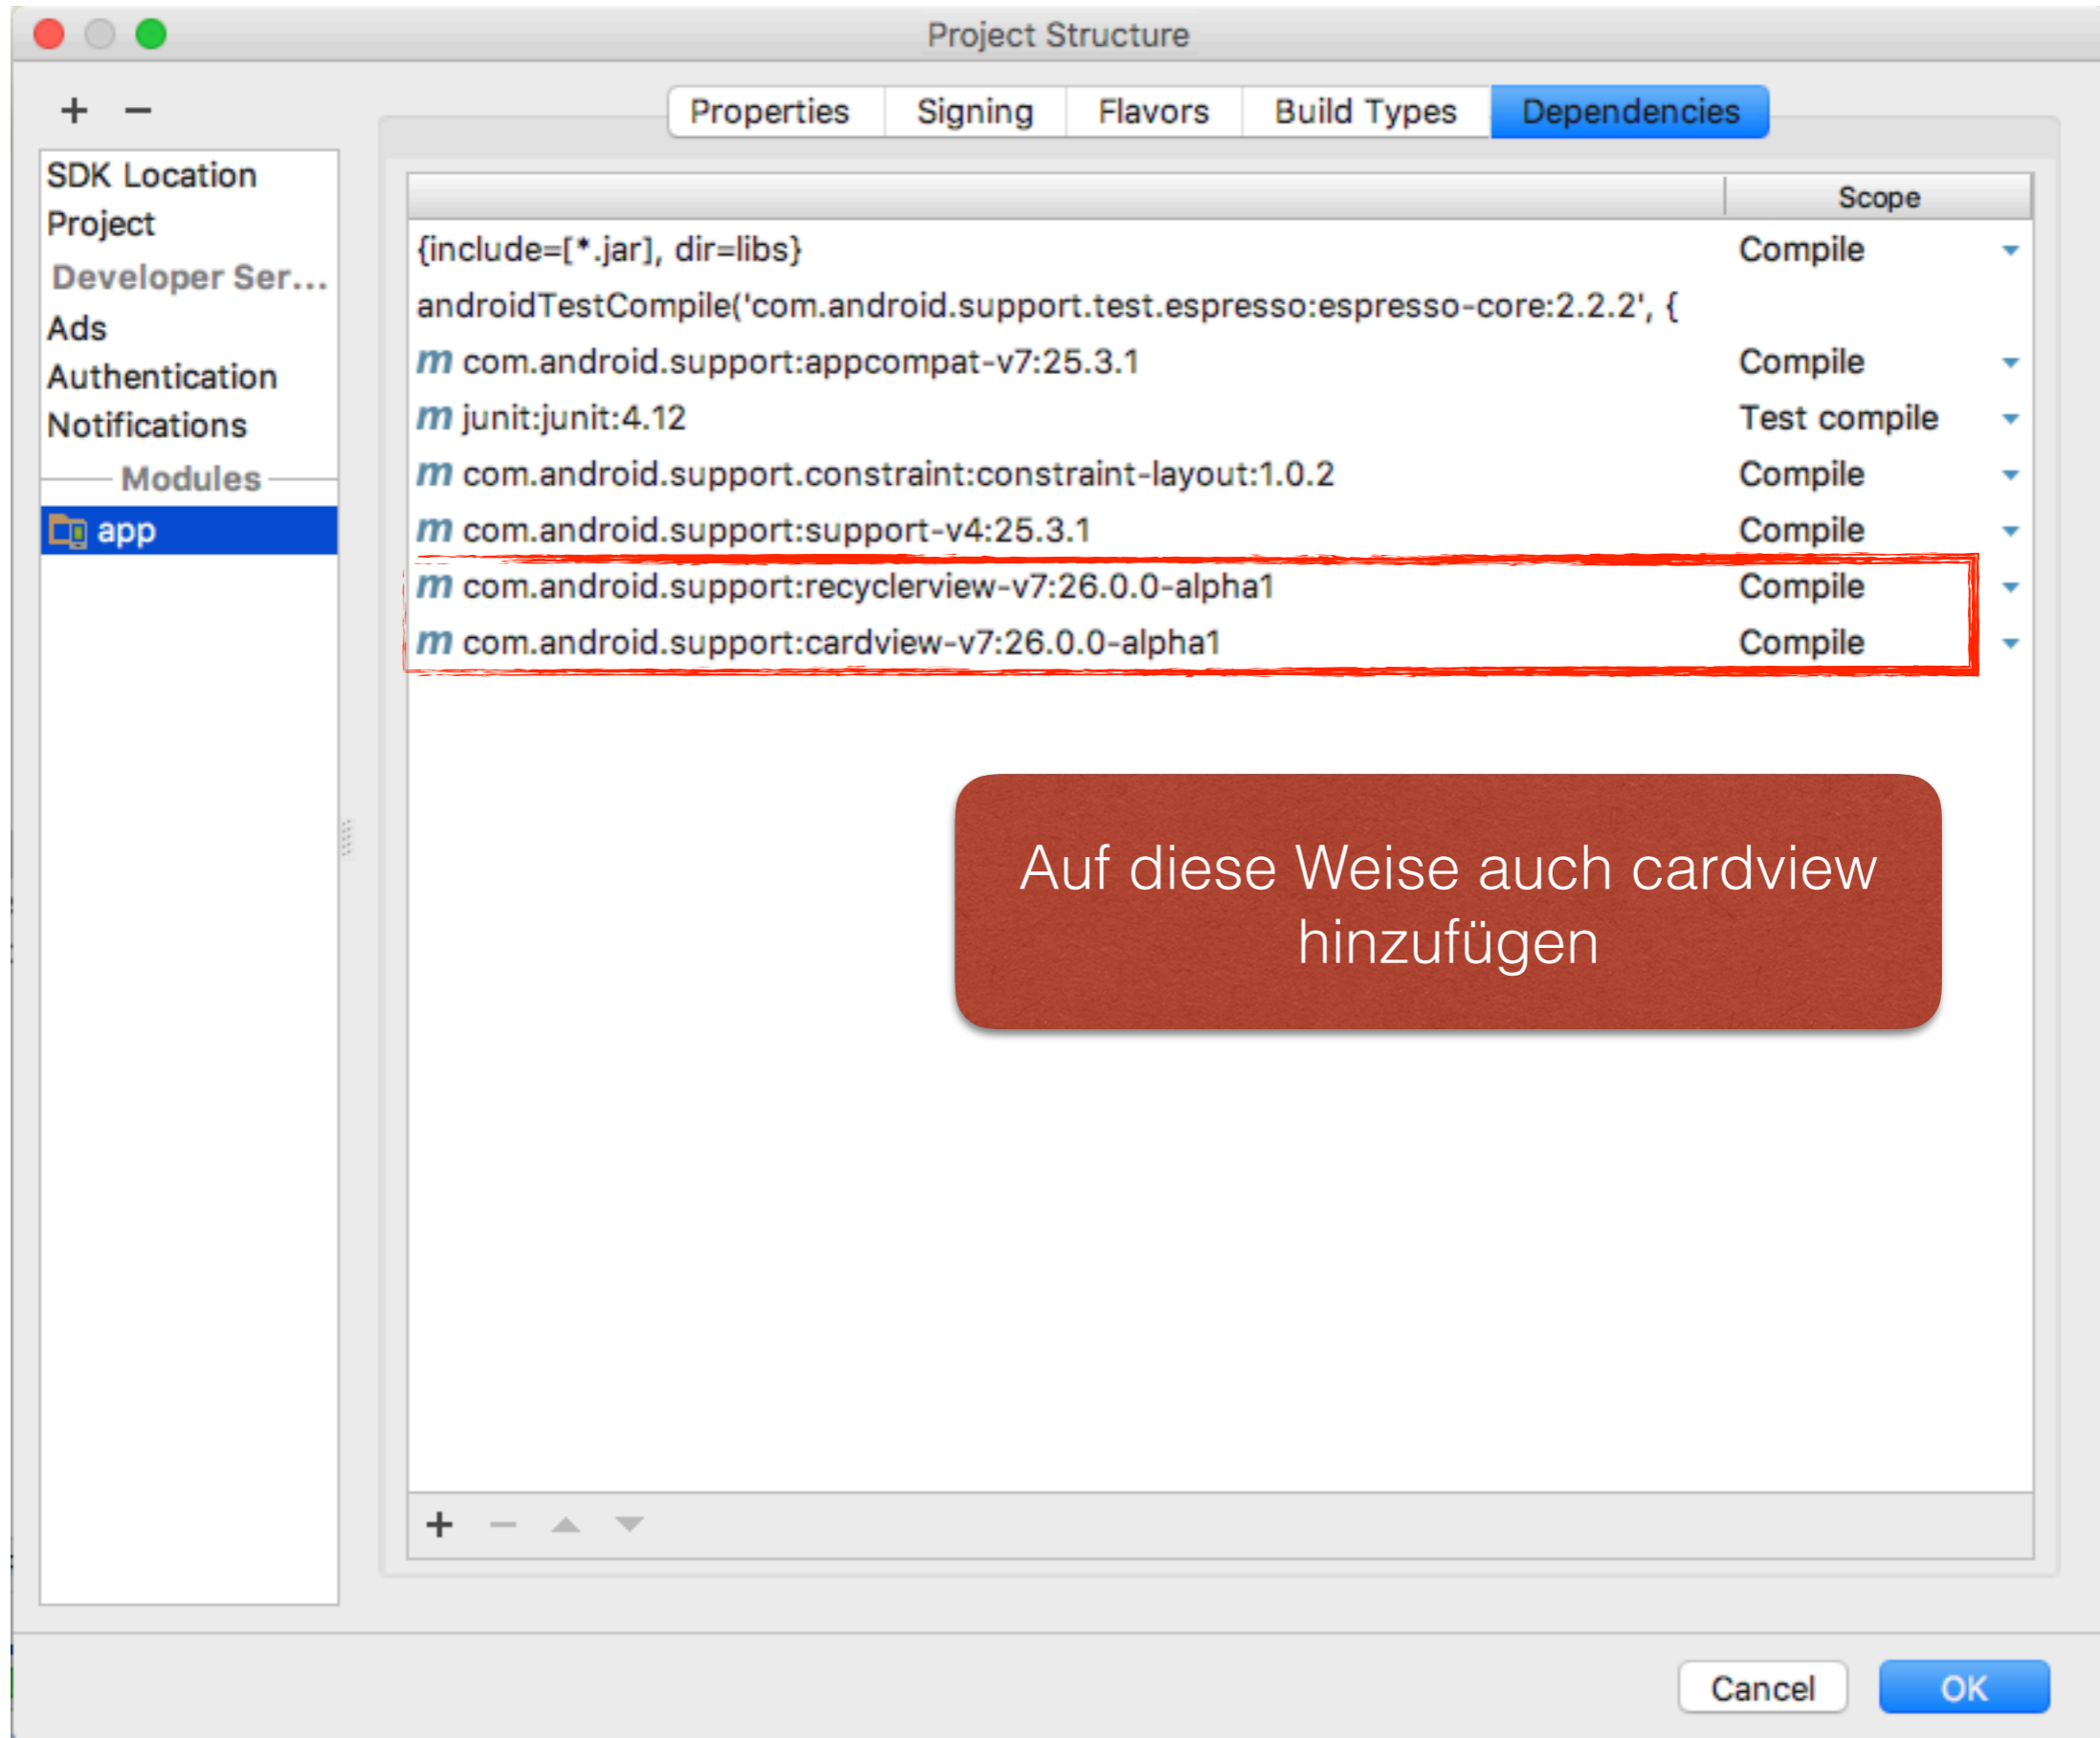 Project Structure
+ −
Properties Signing Flavors Build Types Dependencies
SDK Location
Project
Developer Ser...
Ads
Authentication
Notifications
Modules
app
Scope
{include=[*.jar], dir=libs} Compile
androidTestCompile('com.android.support.test.espresso:espresso-core:2.2.2', {
m com.android.support:appcompat-v7:25.3.1 Compile
m junit:junit:4.12 Test compile
m com.android.support.constraint:constraint-layout:1.0.2 Compile
m com.android.support:support-v4:25.3.1 Compile
m com.android.support:recyclerview-v7:26.0.0-alpha1 Compile
m com.android.support:cardview-v7:26.0.0-alpha1 Compile
Auf diese Weise auch cardview
hinzufügen
+ −
Cancel OK